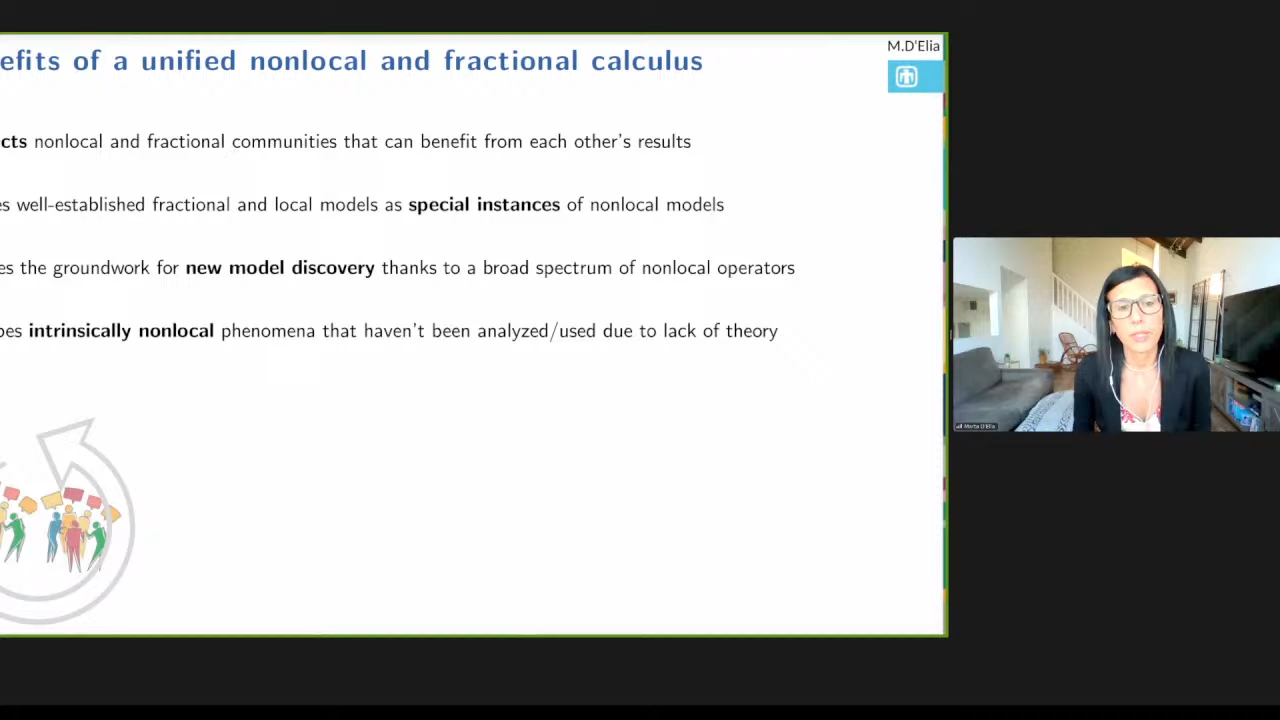 efits of a unified nonlocal and fractional calculus
M.D'Elia
cts nonlocal and fractional communities that can benefit from each other's results
es well-established fractional and local models as special instances of nonlocal models
es the groundwork for new model discovery thanks to a broad spectrum of nonlocal operators
bes intrinsically nonlocal phenomena that haven't been analyzed/used due to lack of theory
Marta D'Elia